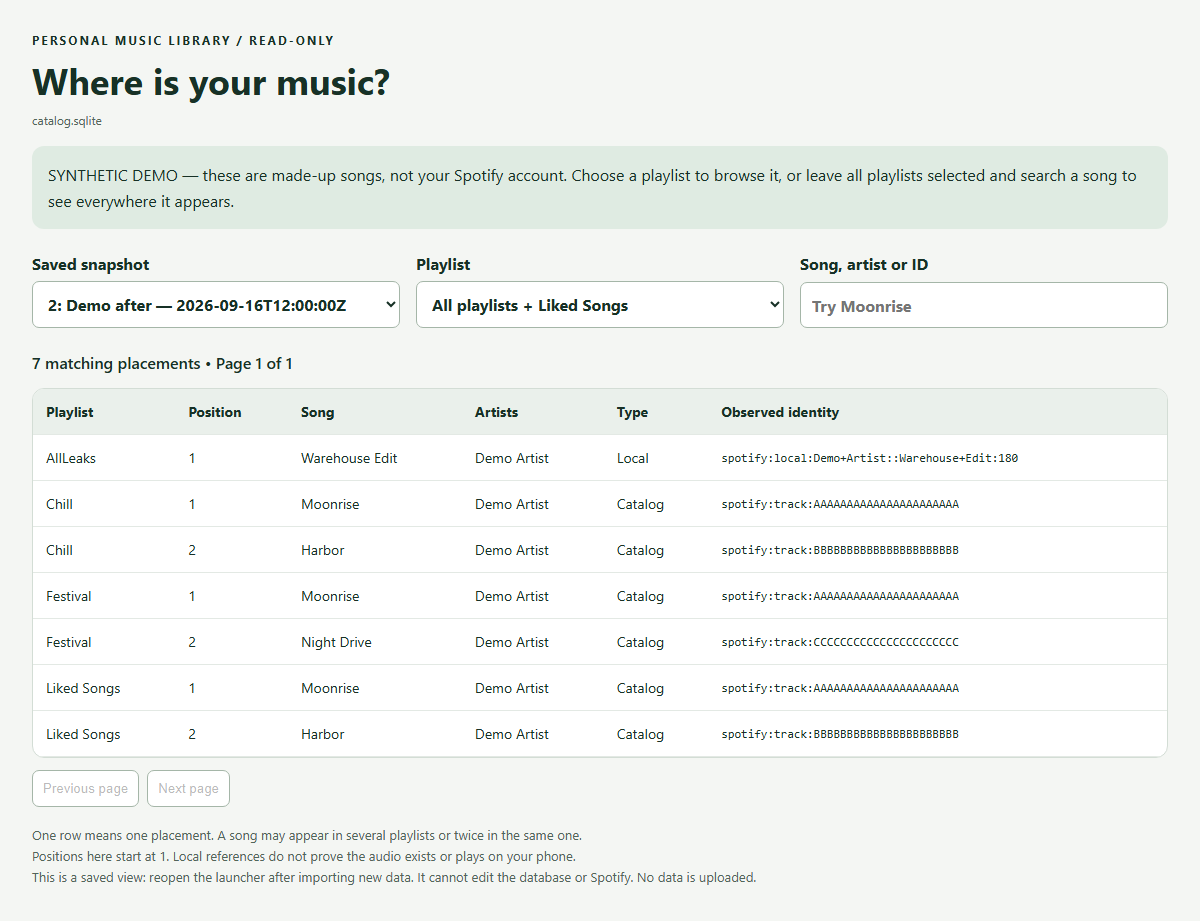 PERSONAL MUSIC LIBRARY / READ-ONLY
Where is your music?
catalog.sqlite
SYNTHETIC DEMO — these are made-up songs, not your Spotify account. Choose a playlist to browse it, or leave all playlists selected and search a song to
see everywhere it appears.
Saved snapshot Playlist Song, artist or ID
2: Demo after — 2026-09-16T12:00:00Z All playlists + Liked Songs Try Moonrise
7 matching placements • Page 1 of 1
Playlist Position Song Artists Type Observed identity
AllLeaks 1 Warehouse Edit Demo Artist Local spotify:local:Demo+Artist::Warehouse+Edit:180
Chill 1 Moonrise Demo Artist Catalog spotify:track:AAAAAAAAAAAAAAAAAAAAAA
Chill 2 Harbor Demo Artist Catalog spotify:track:BBBBBBBBBBBBBBBBBBBBBB
Festival 1 Moonrise Demo Artist Catalog spotify:track:AAAAAAAAAAAAAAAAAAAAAA
Festival 2 Night Drive Demo Artist Catalog spotify:track:CCCCCCCCCCCCCCCCCCCCCC
Liked Songs 1 Moonrise Demo Artist Catalog spotify:track:AAAAAAAAAAAAAAAAAAAAAA
Liked Songs 2 Harbor Demo Artist Catalog spotify:track:BBBBBBBBBBBBBBBBBBBBBB
Previous page Next page
One row means one placement. A song may appear in several playlists or twice in the same one.
Positions here start at 1. Local references do not prove the audio exists or plays on your phone.
This is a saved view: reopen the launcher after importing new data. It cannot edit the database or Spotify. No data is uploaded.